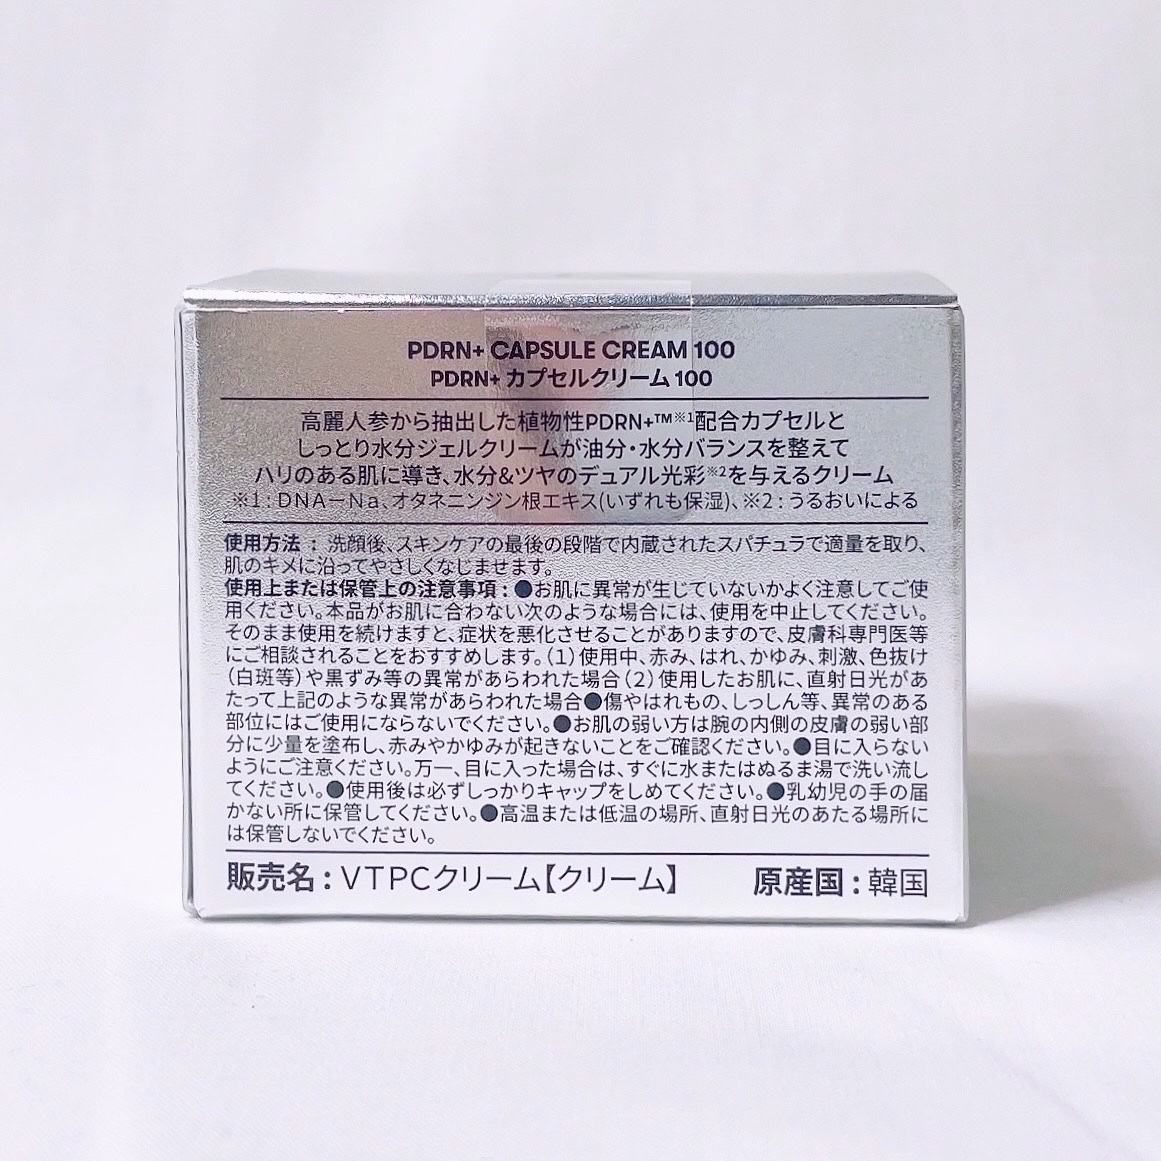 PDRN+ CAPSULE CREAM 100
PDRN+ カプセルクリーム 100
高麗人参から抽出した植物性PDRN+™※1配合カプセルと
しっとり水分ジェルクリームが油分・水分バランスを整えて
ハリのある肌に導き、水分&ツヤのデュアル光彩※2を与えるクリーム
※1:DNA－Na、オタネニンジン根エキス(いずれも保湿)、※2:うるおいによる
使用方法 : 洗顔後、スキンケアの最後の段階で内蔵されたスパチュラで適量を取り、
肌のキメに沿ってやさしくなじませます。
使用上または保管上の注意事項 : ●お肌に異常が生じていないかよく注意してご使
用ください。本品がお肌に合わない次のような場合には、使用を中止してください。
そのまま使用を続けますと、症状を悪化させることがありますので、皮膚科専門医等
にご相談されることをおすすめします。(1)使用中、赤み、はれ、かゆみ、刺激、色抜け
(白斑等)や黒ずみ等の異常があらわれた場合(2)使用したお肌に、直射日光があ
たって上記のような異常があらわれた場合●傷やはれもの、しっしん等、異常のある
部位にはご使用にならないでください。●お肌の弱い方は腕の内側の皮膚の弱い部
分に少量を塗布し、赤みやかゆみが起きないことをご確認ください。●目に入らない
ようにご注意ください。万一、目に入った場合は、すぐに水またはぬるま湯で洗い流し
てください。●使用後は必ずしっかりキャップをしめてください。●乳幼児の手の届
かない所に保管してください。●高温または低温の場所、直射日光のあたる場所に
は保管しないでください。
販売名 : VTPCクリーム【クリーム】 原産国 : 韓国